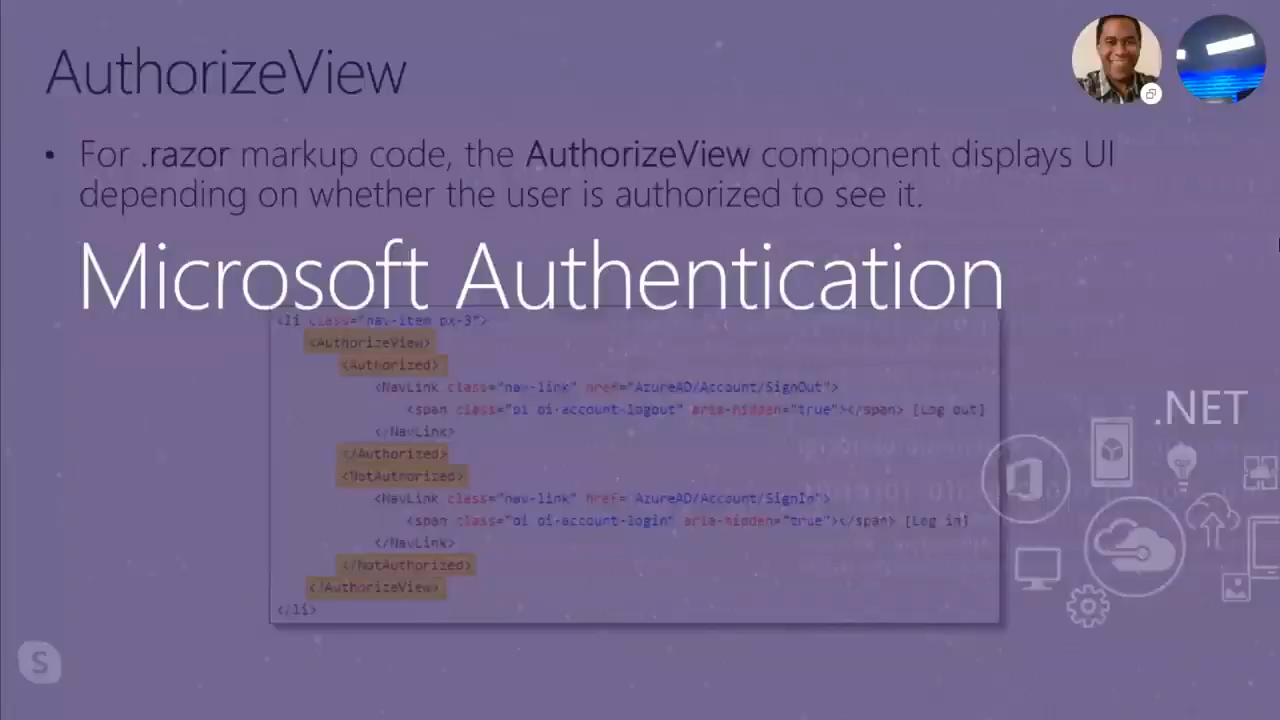 AuthorizeView
• For .razor markup code, the AuthorizeView component displays UI
depending on whether the user is authorized to see it.
Microsoft Authentication
<li class="nav-item px-3">
<AuthorizeView>
<Authorized>
<NavLink class="nav-link" href="AzureAD/Account/SignOut">
<span class="oi oi-account-logout" aria-hidden="true"></span> [Log out]
</NavLink>
</Authorized>
<NotAuthorized>
<NavLink class="nav-link" href="AzureAD/Account/SignIn">
<span class="oi oi-account-login" aria-hidden="true"></span> [Log in]
</NavLink>
</NotAuthorized>
</AuthorizeView>
</li>
.NET
S